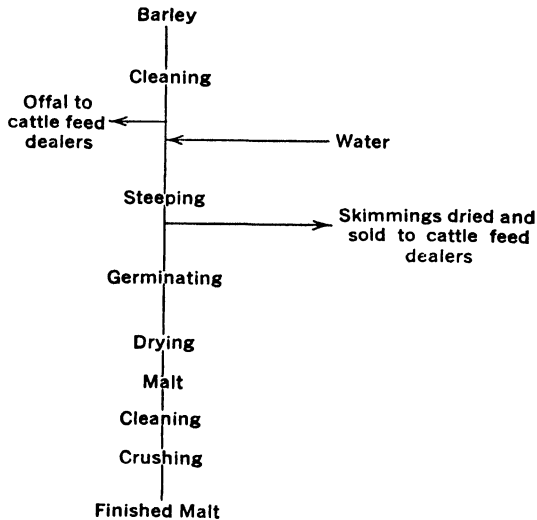 Barley
Cleaning
Offal to
cattle feed
dealers
Water
Steeping
Skimmings dried and
sold to cattle feed
dealers
Germinating
Drying
Malt
Cleaning
Crushing
Finished Malt